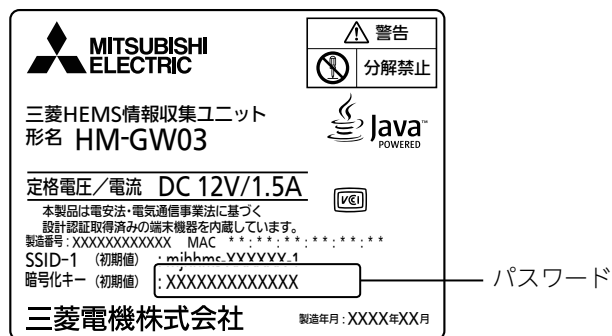 MITSUBISHI
ELECTRIC
警告
分解禁止
三菱HEMS情報収集ユニット
形名 HM-GW03
Java
POWERED
定格電圧/電流 DC 12V/1.5A
本製品は電安法・電気通信事業法に基づく
設計認証取得済みの端末機器を内蔵しています。
VCI
製造番号:XXXXXXXXXXXX MAC **:**:**:**:**:**
SSID-1 (初期値) : mjhhms-XXXXXX-1
暗号化キー (初期値) : XXXXXXXXXXXXX
パスワード
三菱電機株式会社
製造年月:XXXX年XX月